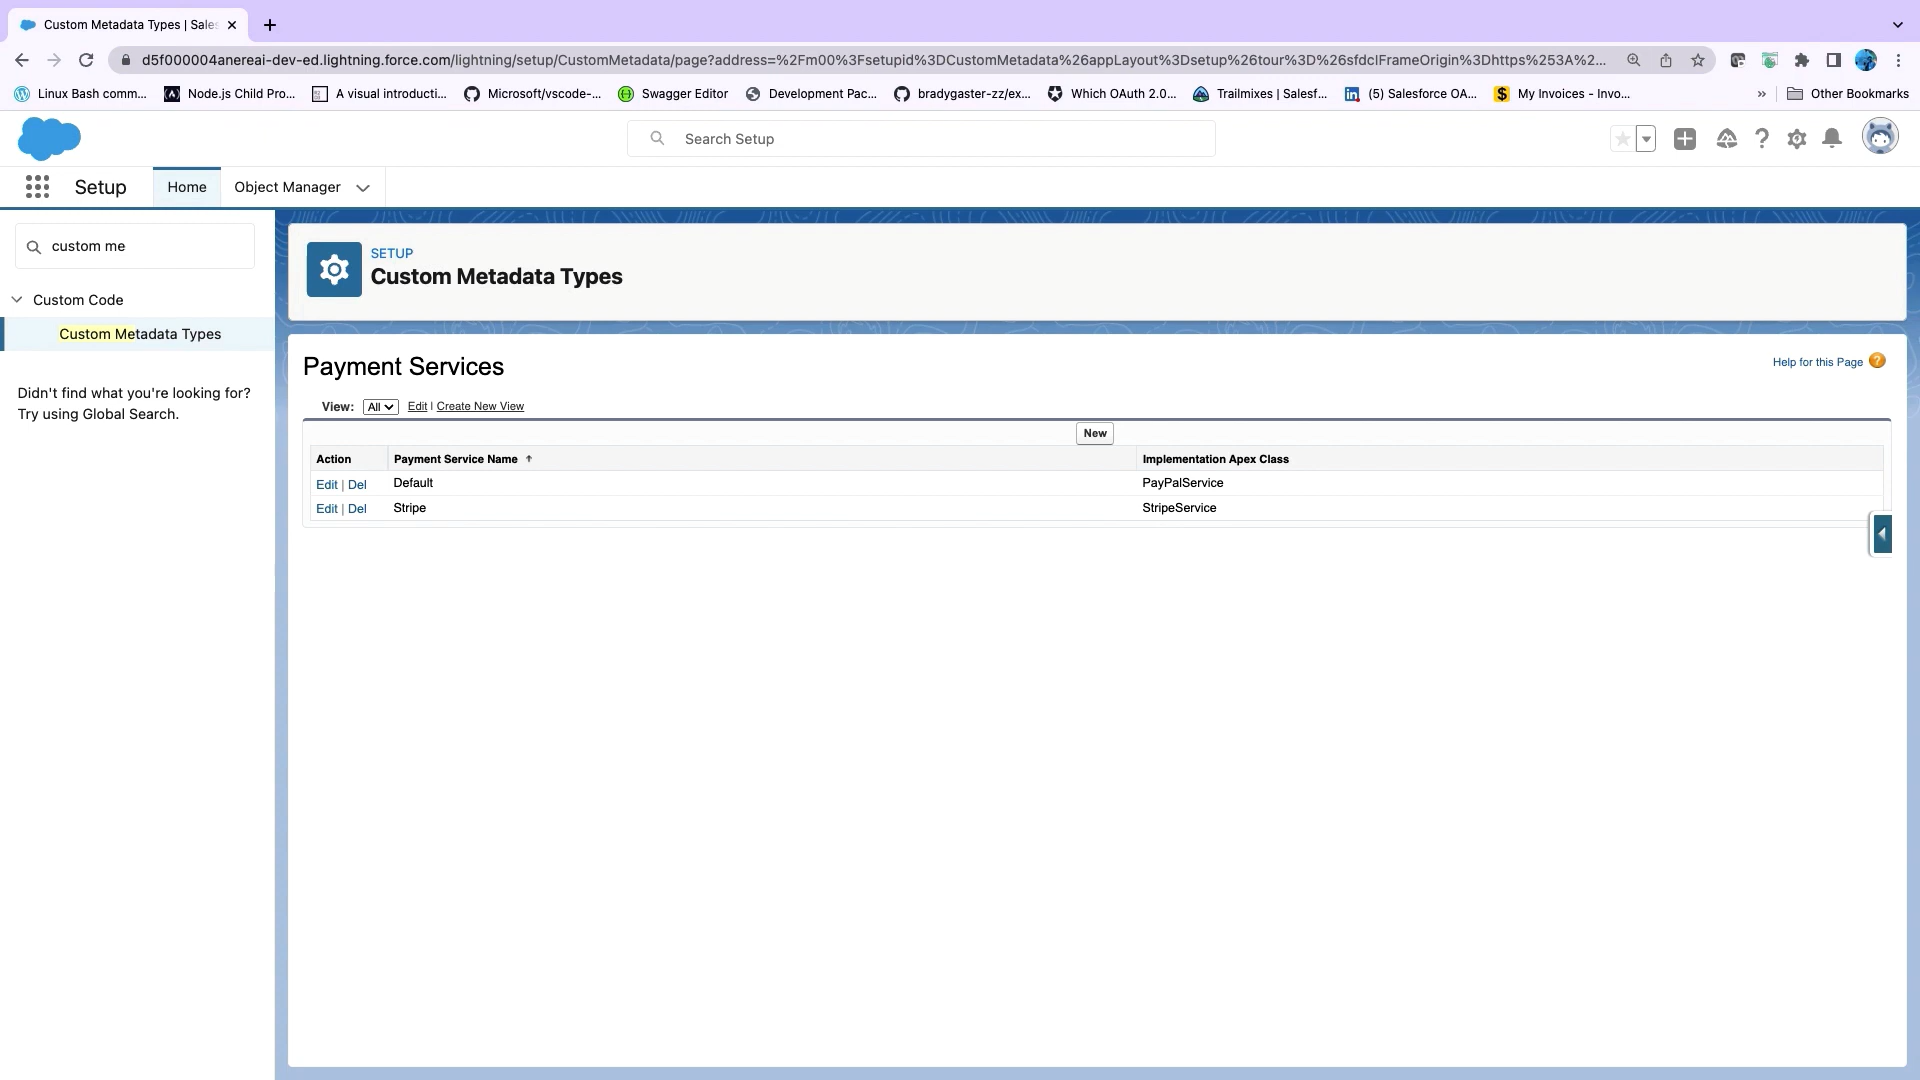 Custom Metadata Types | Sales
d5f000004anereai-dev-ed.lightning.force.com/lightning/setup/CustomMetadata/page?address=%2Fm00%3Fsetupid%3DCustomMetadata%26appLayout%3Dsetup%26tour%3D%26sfdcIFrameOrigin%3Dhttps%253A%2...
Linux Bash comm... Node.js Child Pro... A visual introducti... Microsoft/vscode-... Swagger Editor Development Pac... bradygaster-zz/ex... Which OAuth 2.0... Trailmixes | Salesf... (5) Salesforce OA... My Invoices - Invo... » Other Bookmarks
Search Setup
Setup Home Object Manager
custom me
Custom Code
Custom Metadata Types
Didn't find what you're looking for?
Try using Global Search.
SETUP
Custom Metadata Types
Payment Services
Help for this Page
View: All Edit | Create New View
New
Action Payment Service Name Implementation Apex Class
Edit | Del Default PayPalService
Edit | Del Stripe StripeService